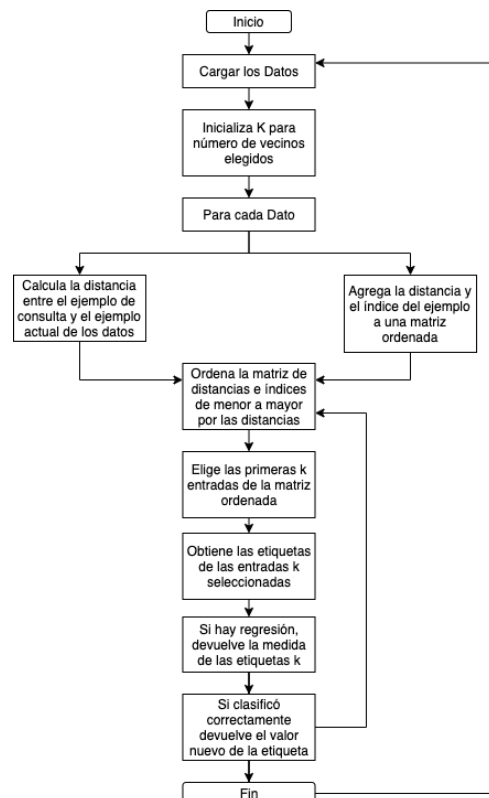 Inicio
Cargar los Datos
Inicializa K para
número de vecinos
elegidos
Para cada Dato
Calcula la distancia
entre el ejemplo de
consulta y el ejemplo
actual de los datos
Agrega la distancia y
el índice del ejemplo
a una matriz
ordenada
Ordena la matriz de
distancias e índices
de menor a mayor
por las distancias
Elige las primeras k
entradas de la matriz
ordenada
Obtiene las etiquetas
de las entradas k
seleccionadas
Si hay regresión,
devuelve la medida
de las etiquetas k
Si clasificó
correctamente
devuelve el valor
nuevo de la etiqueta
Fin